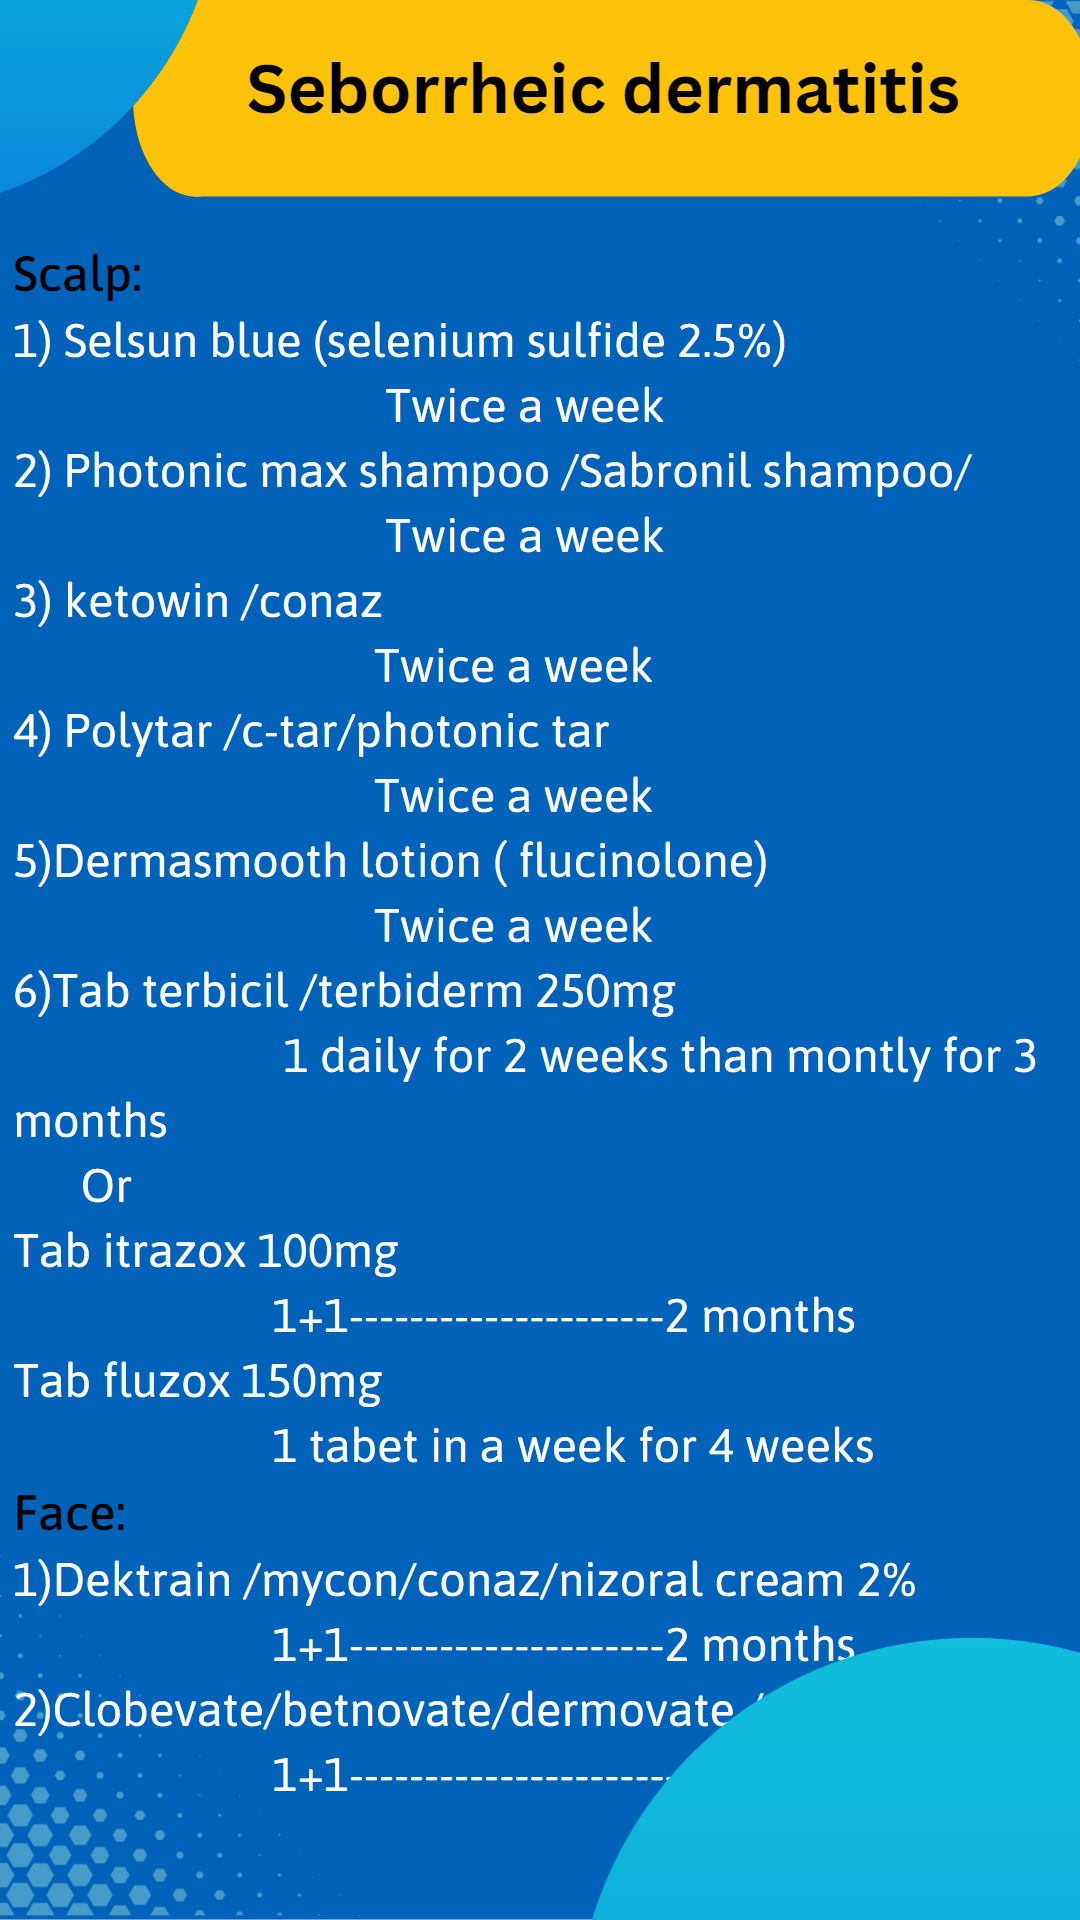 Seborrheic dermatitis
Scalp:
1) Selsun blue (selenium sulfide 2.5%)
Twice a week
2) Photonic max shampoo /Sabronil shampoo/
Twice a week
3) ketowin /conaz
Twice a week
4) Polytar /c-tar/photonic tar
Twice a week
5)Dermasmooth lotion ( flucinolone)
Twice a week
6)Tab terbicil /terbiderm 250mg
1 daily for 2 weeks than montly for 3
months
Or
Tab itrazox 100mg
1+1---------------------2 months
Tab fluzox 150mg
1 tabet in a week for 4 weeks
Face:
1)Dektrain /mycon/conaz/nizoral cream 2%
1+1---------------------2 months
2)Clobevate/betnovate/dermovate /
1+1---------------------